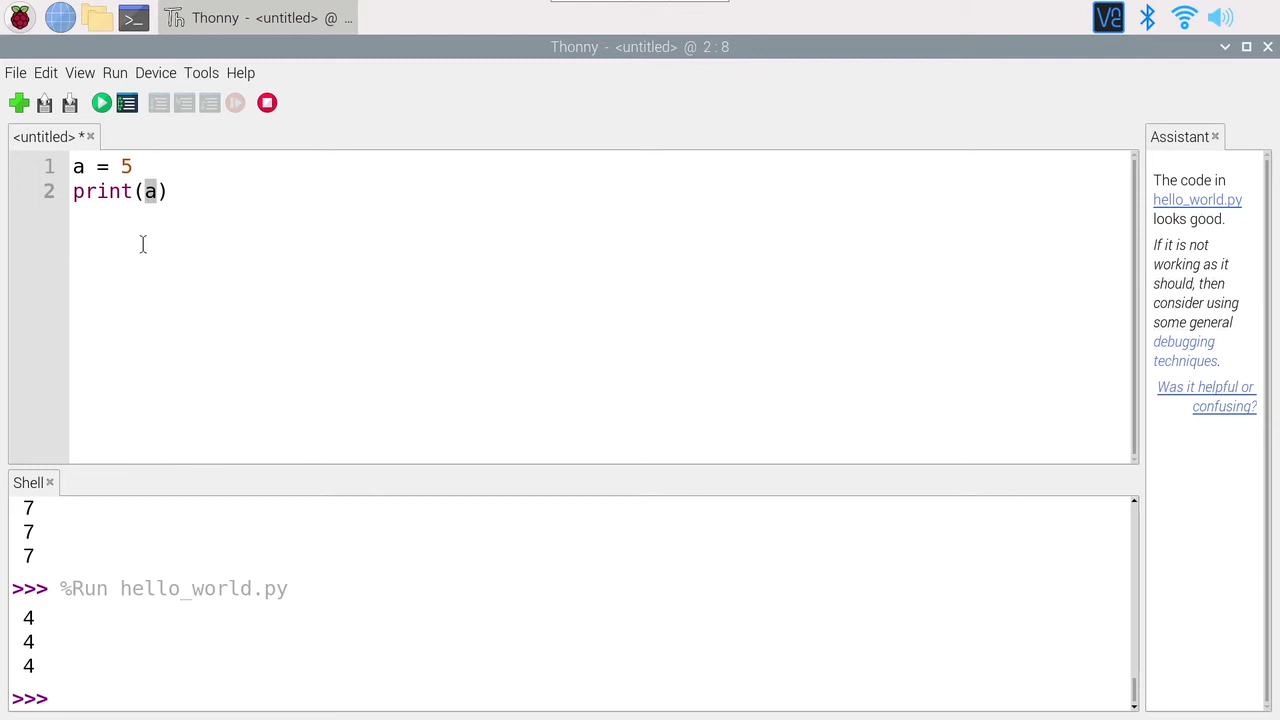 Thonny - <untitled> @ ...
Thonny - <untitled> @ 2 : 8
File Edit View Run Device Tools Help
<untitled> *
1 a = 5
2 print(a)
Assistant
The code in
hello_world.py
looks good.
If it is not
working as it
should, then
consider using
some general
debugging
techniques.
Was it helpful or
confusing?
Shell
7
7
7
>>> %Run hello_world.py
4
4
4
>>>